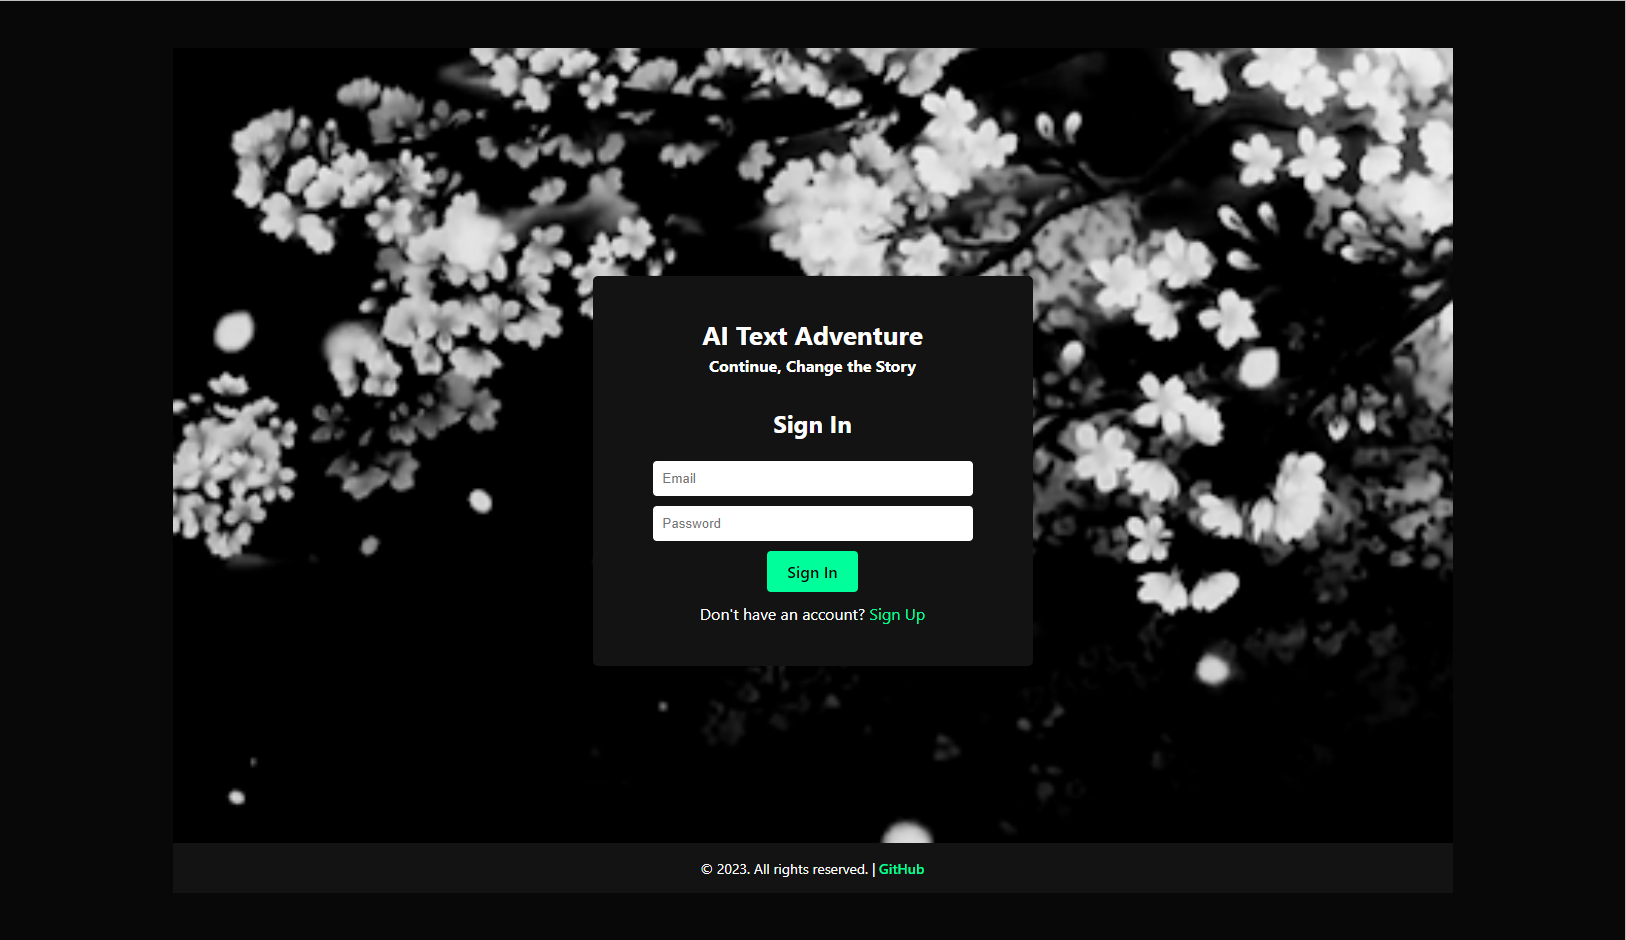 AI Text Adventure
Continue, Change the Story
Sign In
Email
Password
Sign In
Don't have an account? Sign Up
© 2023. All rights reserved. | GitHub